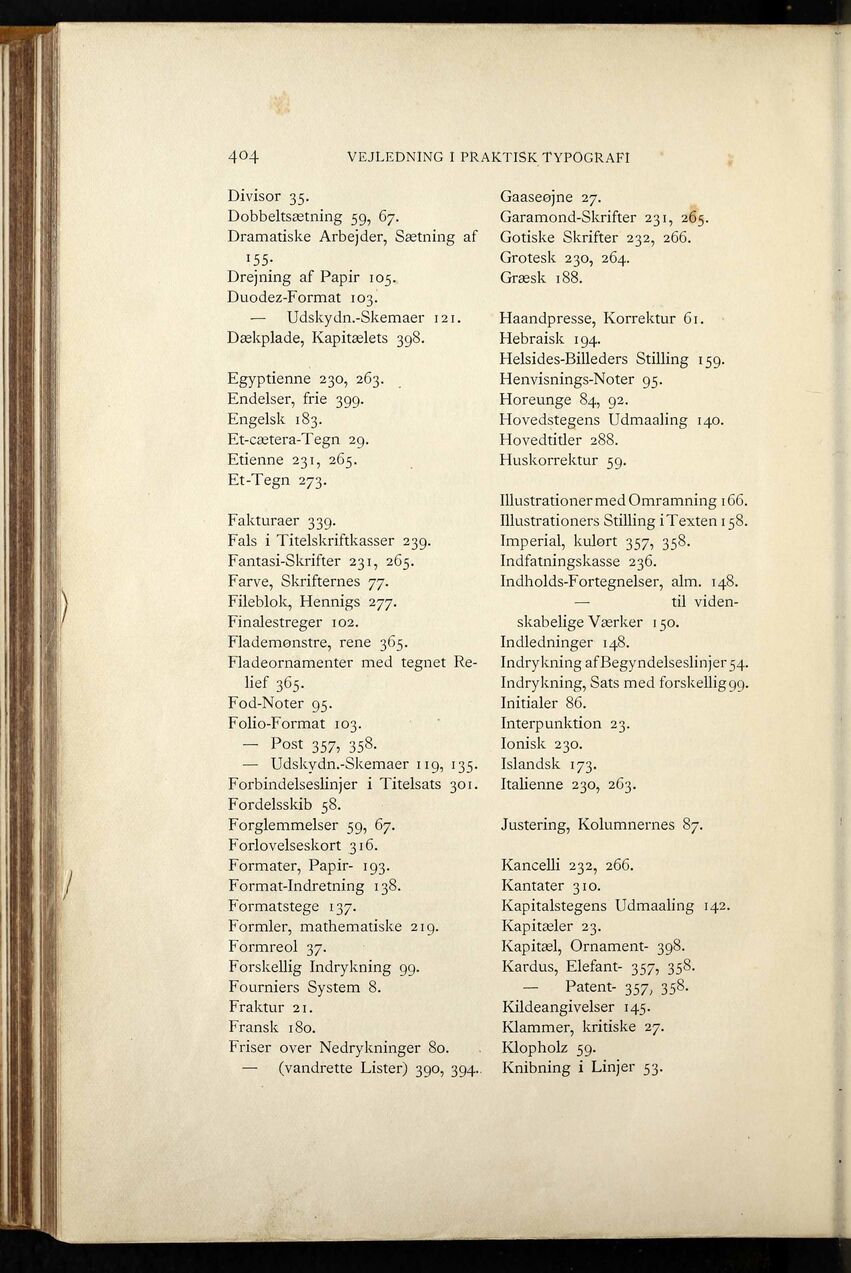 404 VEJLEDNING I PRAKTISK TYPOGRAFI
Divisor 35.
Dobbeltsætning 59, 67.
Dramatiske Arbejder, Sætning af
155.
Drejning af Papir 105.
Duodez-Format 103.
— Udskydn.-Skemaer 121.
Dækplade, Kapitælets 398.
Egyptienne 230, 263.
Endelser, frie 399.
Engelsk 183.
Et-cætera-Tegn 29.
Etienne 231, 265.
Et-Tegn 273.
Fakturaer 339.
Fals i Titelskriftkasser 239.
Fantasi-Skrifter 231, 265.
Farve, Skrifternes 77.
Fileblok, Hennigs 277.
Finalestreger 102.
Flademønstre, rene 365.
Fladeornamenter med tegnet Re-
lief 365.
Fod-Noter 95.
Folio-Format 103.
— Post 357, 358.
— Udskydn.-Skemaer 119, 135.
Forbindelseslinjer i Titelsats 301.
Fordelsskib 58.
Forglemmelser 59, 67.
Forlovelseskort 316.
Formater, Papir- 193.
Format-Indretning 138.
Formatstege 137.
Formler, mathematiske 219.
Formreol 37.
Forskellig Indrykning 99.
Fourniers System 8.
Fraktur 21.
Fransk 180.
Friser over Nedrykninger 80.
— (vandrette Lister) 390, 394.
Gaaseøjne 27.
Garamond-Skrifter 231, 265.
Gotiske Skrifter 232, 266.
Grotesk 230, 264.
Græsk 188.
Haandpresse, Korrektur 61.
Hebraisk 194.
Helsides-Billeders Stilling 159.
Henvisnings-Noter 95.
Horeunge 84, 92.
Hovedstegens Udmaaling 140.
Hovedtitler 288.
Huskorrektur 59.
Illustrationer med Omramning 166.
Illustrationers Stilling i Texten 158.
Imperial, kulørt 357, 358.
Indfatningskasse 236.
Indholds-Fortegnelser, alm. 148.
— til viden-
skabelige Værker 150.
Indledninger 148.
Indrykning af Begyndelseslinjer 54.
Indrykning, Sats med forskellig 99.
Initialer 86.
Interpunktion 23.
Ionisk 230.
Islandsk 173.
Italienne 230, 263.
Justering, Kolumnernes 87.
Kancelli 232, 266.
Kantater 310.
Kapitalstegens Udmaaling 142.
Kapitæler 23.
Kapitæl, Ornament- 398.
Kardus, Elefant- 357, 358.
— Patent- 357, 358.
Kildeangivelser 145.
Klammer, kritiske 27.
Klopholz 59.
Knibning i Linjer 53.